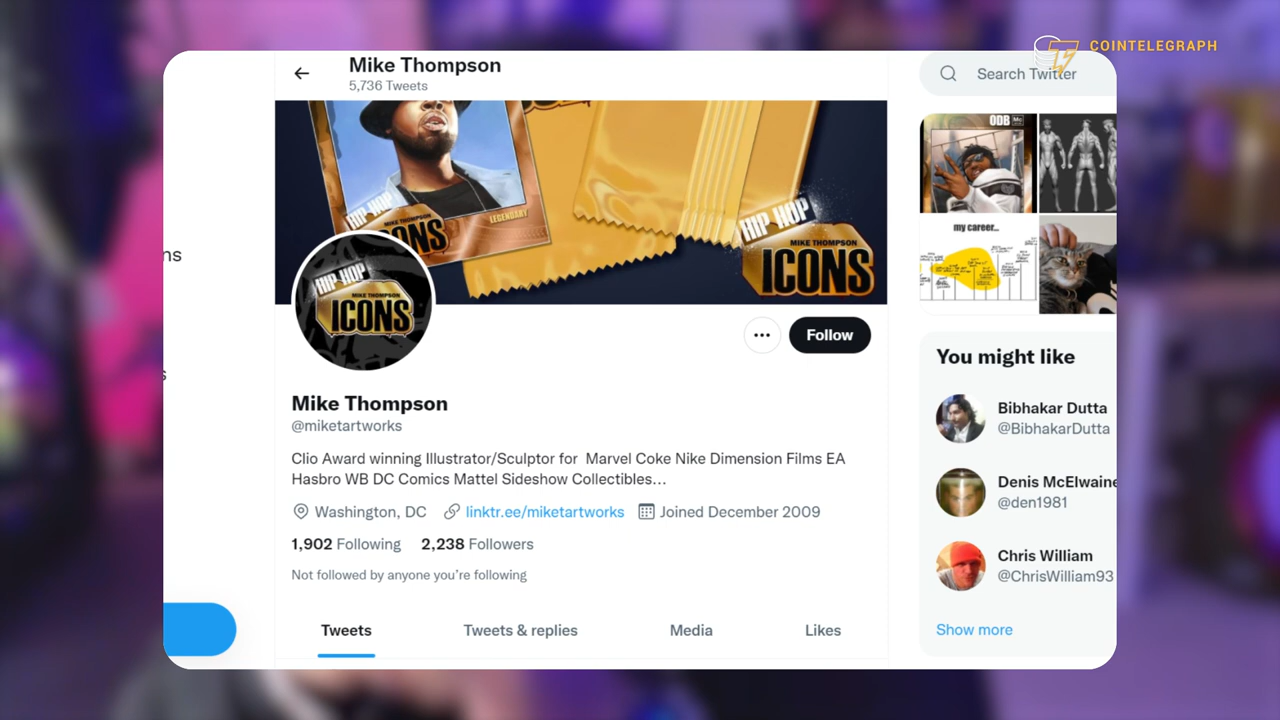 COINTELEGRAPH
Mike Thompson
5,736 Tweets
Search Twitter
ODB Mc
LEGENDARY
HIP HOP
MIKE THOMPSON
ICONS
HIP HOP
MIKE THOMPSON
ICONS
HIP HOP
MIKE THOMPSON
ICONS
my career...
ns
s
Follow
Mike Thompson
@miketartworks
Clio Award winning Illustrator/Sculptor for Marvel Coke Nike Dimension Films EA
Hasbro WB DC Comics Mattel Sideshow Collectibles...
Washington, DC linktr.ee/miketartworks Joined December 2009
1,902 Following 2,238 Followers
Not followed by anyone you're following
Tweets Tweets & replies Media Likes
You might like
Bibhakar Dutta
@BibhakarDutta
Denis McElwaine
@den1981
Chris William
@ChrisWilliam93
Show more